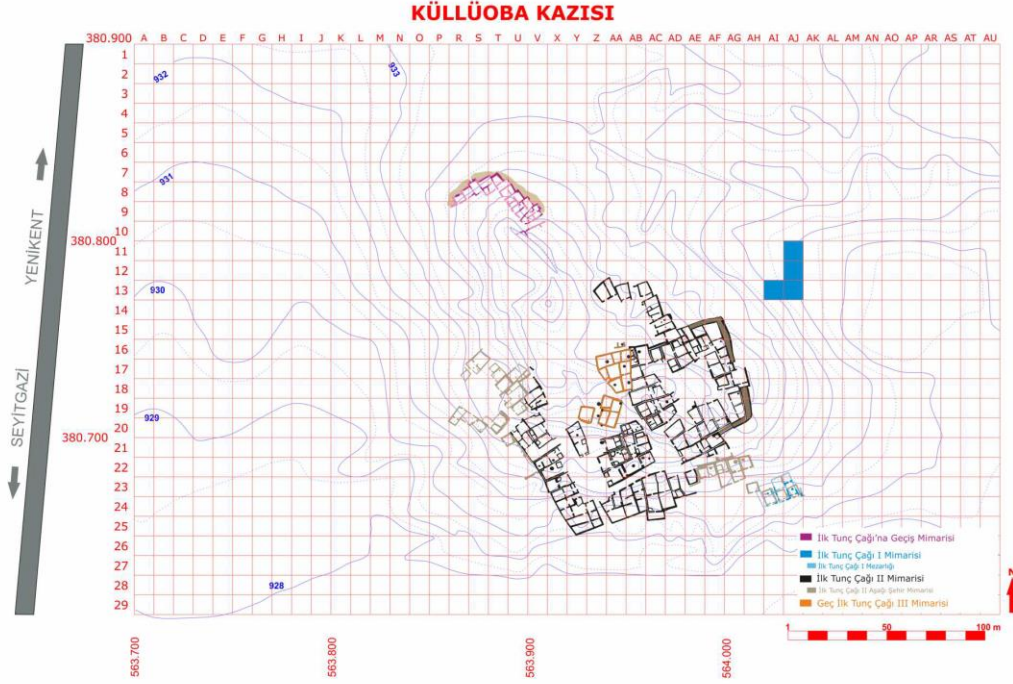 KÜLLÜOBA KAZISI
380.900 A B C D E F G H I J K L M N O P R S T U V X Y Z AA AB AC AD AE AF AG AH AI AJ AK AL AM AN AO AP AR AS AT AU
1
2
3
4
5
6
7
8
9
10
380.800
11
12
13
14
15
16
17
18
19
20
380.700
21
22
23
24
25
26
27
28
29
932
933
931
930
929
928
YENİKENT
SEYİTGAZİ
İlk Tunç Çağı'na Geçiş Mimarisi
İlk Tunç Çağı I Mimarisi
İlk Tunç Çağı I Mezarlığı
İlk Tunç Çağı II Mimarisi
İlk Tunç Çağı II Aşağı Şehir Mimarisi
Geç İlk Tunç Çağı III Mimarisi
N
1 50 100 m
563.700 563.800 563.900 564.000